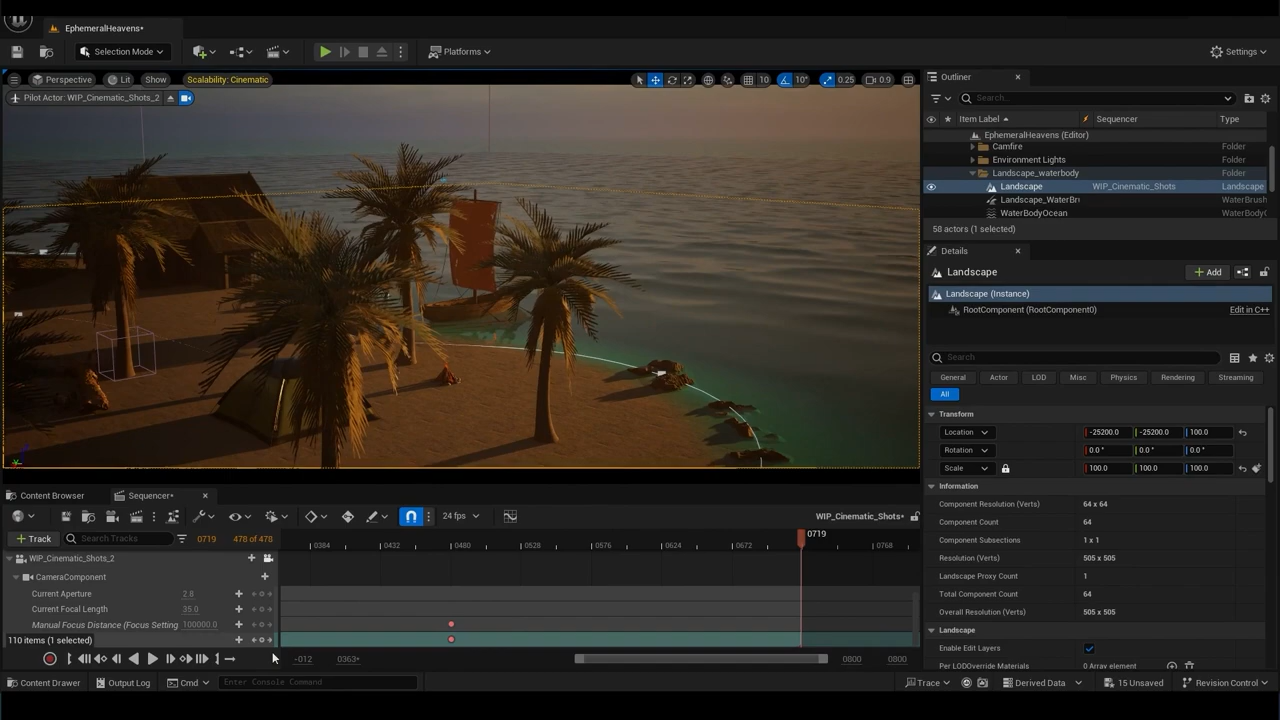 EphemeralHeavens*
Selection Mode
Platforms
Settings
Perspective
Lit
Show
Scalability: Cinematic
10
10°
0.25
0.9
Pilot Actor: WIP_Cinematic_Shots_2
Outliner
Search...
Item Label
Sequencer
Type
EphemeralHeavens (Editor)
Camfire
Folder
Environment Lights
Folder
Landscape_waterbody
Folder
Landscape
WIP_Cinematic_Shots
Landscape
Landscape_WaterBru
WaterBrush
WaterBodyOcean
WaterBodyO
58 actors (1 selected)
Details
Landscape
Add
Landscape (Instance)
RootComponent (RootComponent0)
Edit in C++
Search
General
Actor
LOD
Misc
Physics
Rendering
Streaming
All
Transform
Location
-25200.0
-25200.0
100.0
Rotation
0.0 °
0.0 °
0.0 °
Scale
100.0
100.0
100.0
Information
Component Resolution (Verts)
64 x 64
Component Count
64
Component Subsections
1 x 1
Resolution (Verts)
505 x 505
Landscape Proxy Count
1
Total Component Count
64
Overall Resolution (Verts)
505 x 505
Landscape
Enable Edit Layers
Per LODOverride Materials
0 Array element
Content Browser
Sequencer*
24 fps
WIP_Cinematic_Shots*
+ Track
Search Tracks
0719
478 of 478
0384
0432
0480
0528
0576
0624
0672
0719
0768
WIP_Cinematic_Shots_2
CameraComponent
Current Aperture
2.8
Current Focal Length
35.0
Manual Focus Distance (Focus Setting
100000.0
110 items (1 selected)
-012
0363+
0800
0800
Content Drawer
Output Log
Cmd
Enter Console Command
Trace
Derived Data
15 Unsaved
Revision Control